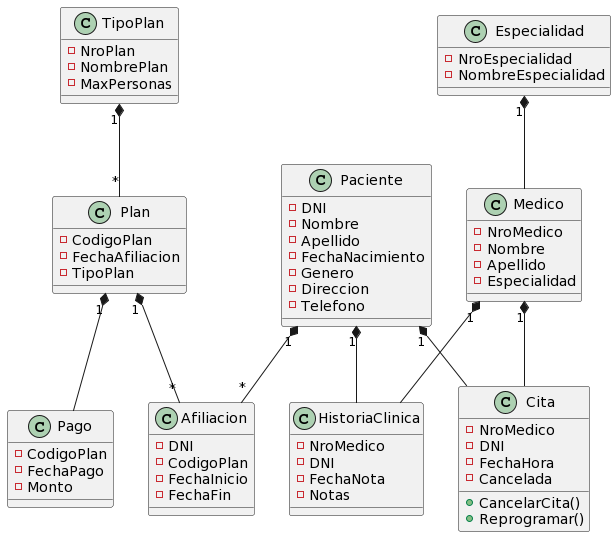 C TipoPlan
NroPlan
NombrePlan
MaxPersonas
1
*
C Especialidad
NroEspecialidad
NombreEspecialidad
1
C Plan
CodigoPlan
FechaAfiliacion
TipoPlan
1
1
*
C Paciente
DNI
Nombre
Apellido
FechaNacimiento
Genero
Direccion
Telefono
1
1
1
*
C Medico
NroMedico
Nombre
Apellido
Especialidad
1
1
C Pago
CodigoPlan
FechaPago
Monto
C Afiliacion
DNI
CodigoPlan
FechaInicio
FechaFin
C HistoriaClinica
NroMedico
DNI
FechaNota
Notas
C Cita
NroMedico
DNI
FechaHora
Cancelada
CancelarCita()
Reprogramar()